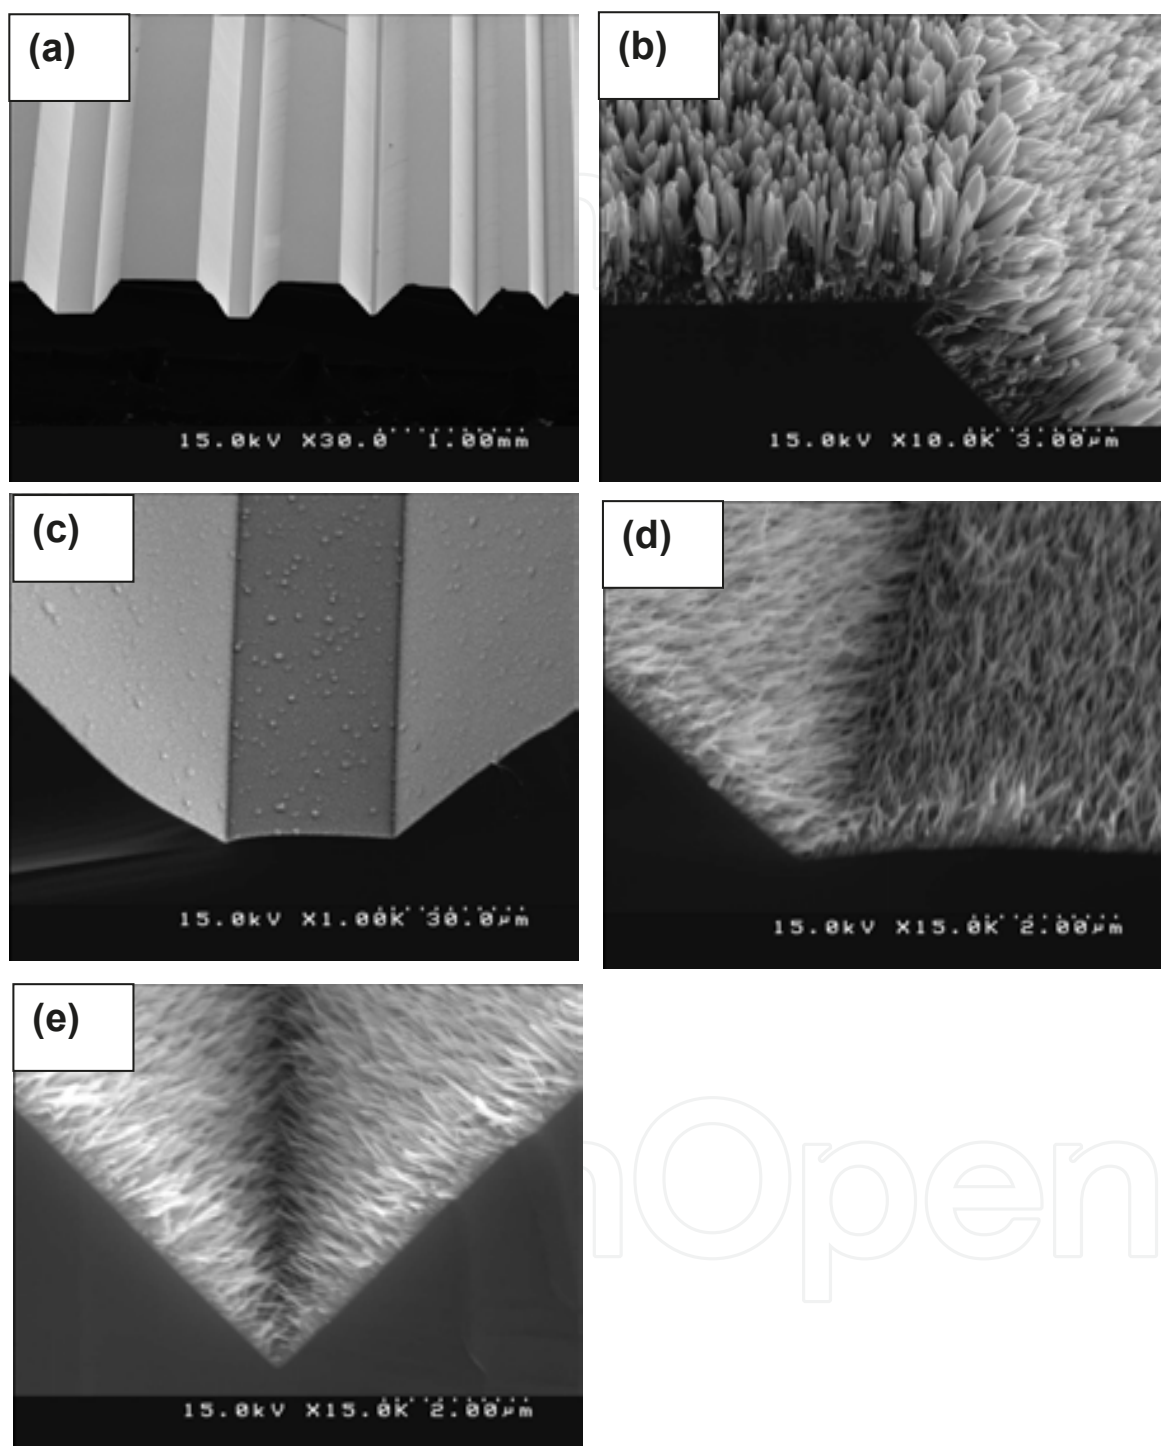 (a)
15.0kV X30.0 1.00mm
(b)
15.0kV X10.0K 3.00µm
(c)
15.0kV X1.00K 30.0µm
(d)
15.0kV X15.0K 2.00µm
(e)
15.0kV X15.0K 2.00µm
nOpen